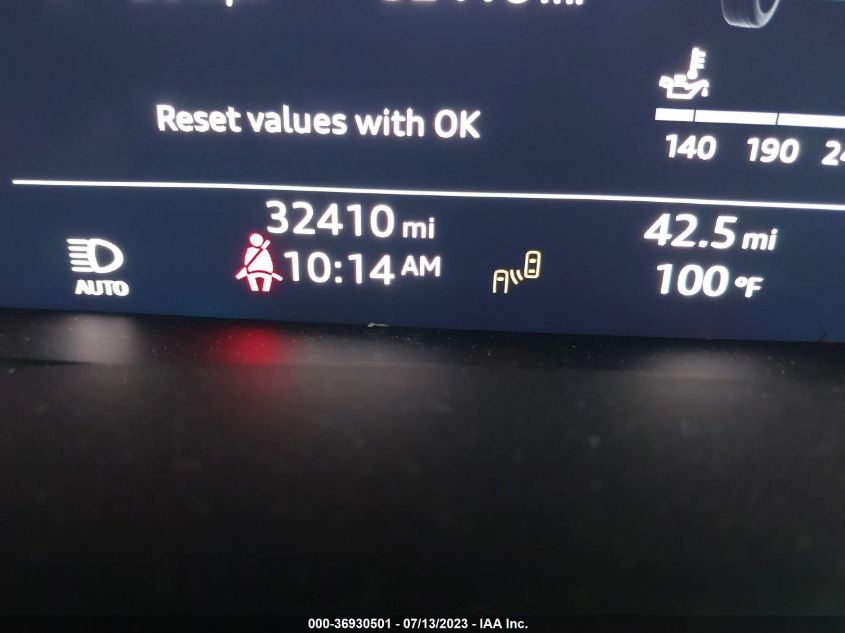 Reset values with OK
140 190
32410 mi 42.5 mi
AUTO 10:14 AM 100 °F
000-36930501 - 07/13/2023 - IAA Inc.